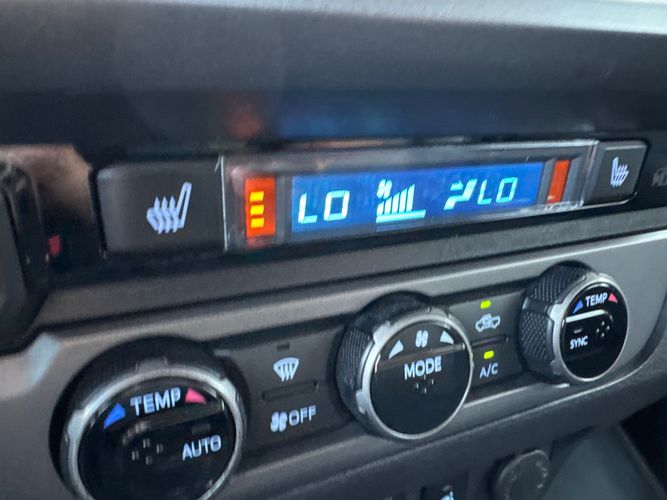 LO
LO
TEMP
AUTO
OFF
MODE
A/C
TEMP
SYNC